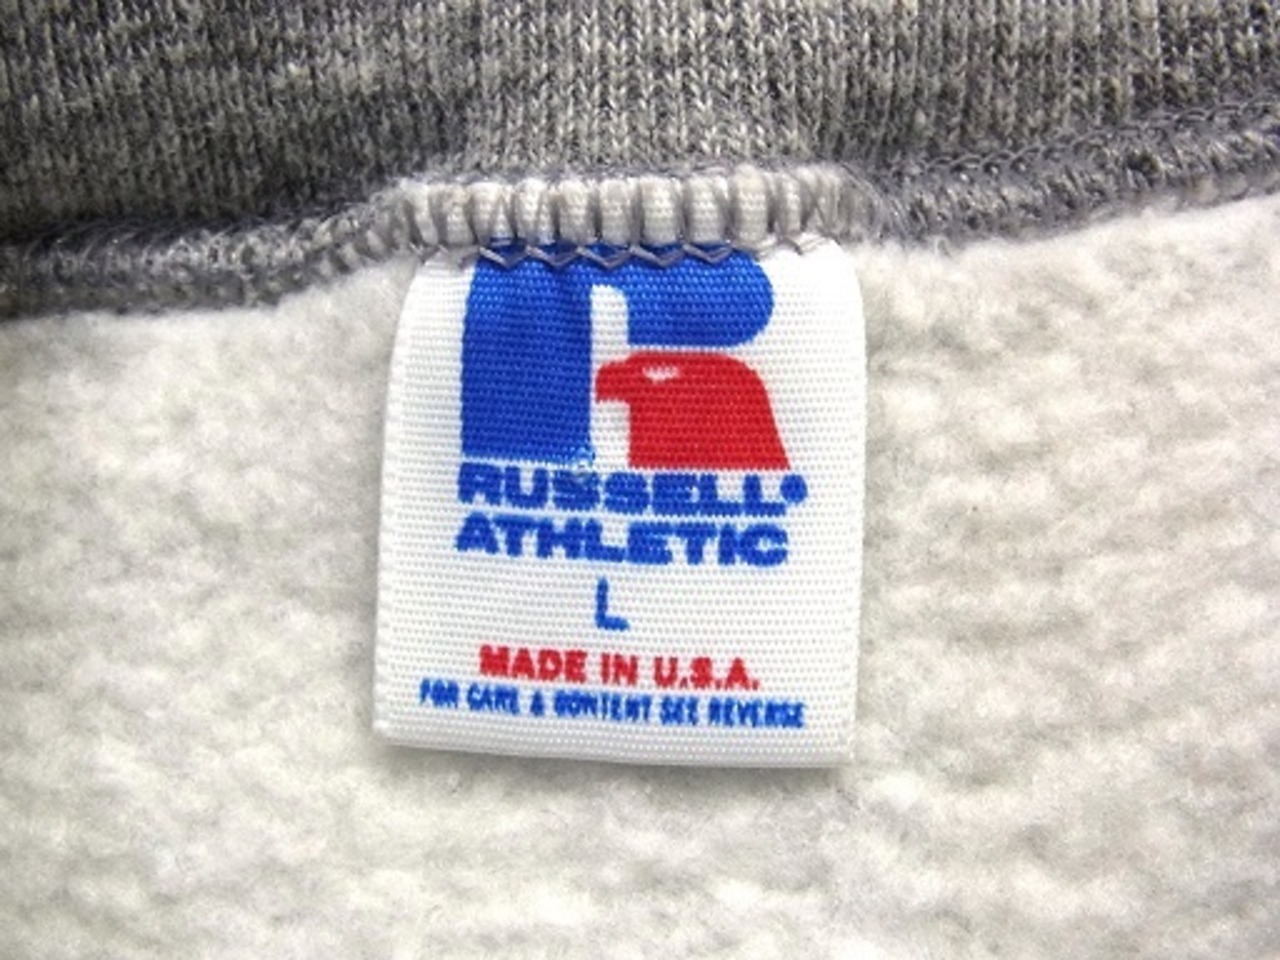 RUSSELL
ATHLETIC
L
MADE IN U.S.A.
FOR CARE & CONTENT SEE REVERSE